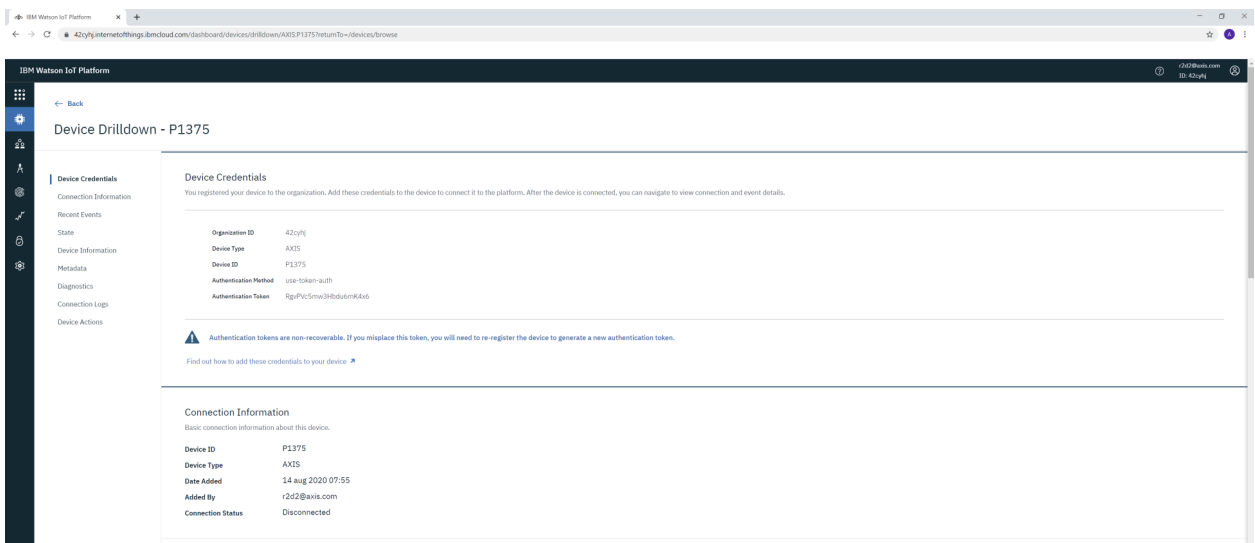 IBM Watson IoT Platform
42cyhj.internetofthings.ibmcloud.com/dashboard/devices/drilldown/AXIS:P1375?returnTo=/devices/browse
A
IBM Watson IoT Platform
r2d2@axis.com
ID: 42cyhj
Back
Device Drilldown - P1375
Device Credentials
Connection Information
Recent Events
State
Device Information
Metadata
Diagnostics
Connection Logs
Device Actions
Device Credentials
You registered your device to the organization. Add these credentials to the device to connect it to the platform. After the device is connected, you can navigate to view connection and event details.
Organization ID 42cyhj
Device Type AXIS
Device ID P1375
Authentication Method use-token-auth
Authentication Token RgvPVc5mw3Hbdu6mK4x6
Authentication tokens are non-recoverable. If you misplace this token, you will need to re-register the device to generate a new authentication token.
Find out how to add these credentials to your device
Connection Information
Basic connection information about this device.
Device ID P1375
Device Type AXIS
Date Added 14 aug 2020 07:55
Added By r2d2@axis.com
Connection Status Disconnected